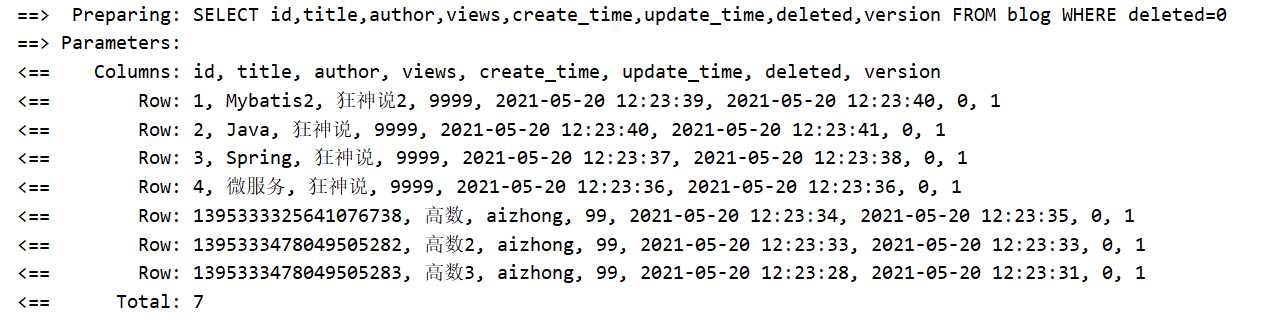 ==>  Preparing: SELECT id,title,author,views,create_time,update_time,deleted,version FROM blog WHERE deleted=0
==> Parameters:
<==    Columns: id, title, author, views, create_time, update_time, deleted, version
<==        Row: 1, Mybatis2, 狂神说2, 9999, 2021-05-20 12:23:39, 2021-05-20 12:23:40, 0, 1
<==        Row: 2, Java, 狂神说, 9999, 2021-05-20 12:23:40, 2021-05-20 12:23:41, 0, 1
<==        Row: 3, Spring, 狂神说, 9999, 2021-05-20 12:23:37, 2021-05-20 12:23:38, 0, 1
<==        Row: 4, 微服务, 狂神说, 9999, 2021-05-20 12:23:36, 2021-05-20 12:23:36, 0, 1
<==        Row: 1395333325641076738, 高数, aizhong, 99, 2021-05-20 12:23:34, 2021-05-20 12:23:35, 0, 1
<==        Row: 1395333478049505282, 高数2, aizhong, 99, 2021-05-20 12:23:33, 2021-05-20 12:23:33, 0, 1
<==        Row: 1395333478049505283, 高数3, aizhong, 99, 2021-05-20 12:23:28, 2021-05-20 12:23:31, 0, 1
<==      Total: 7